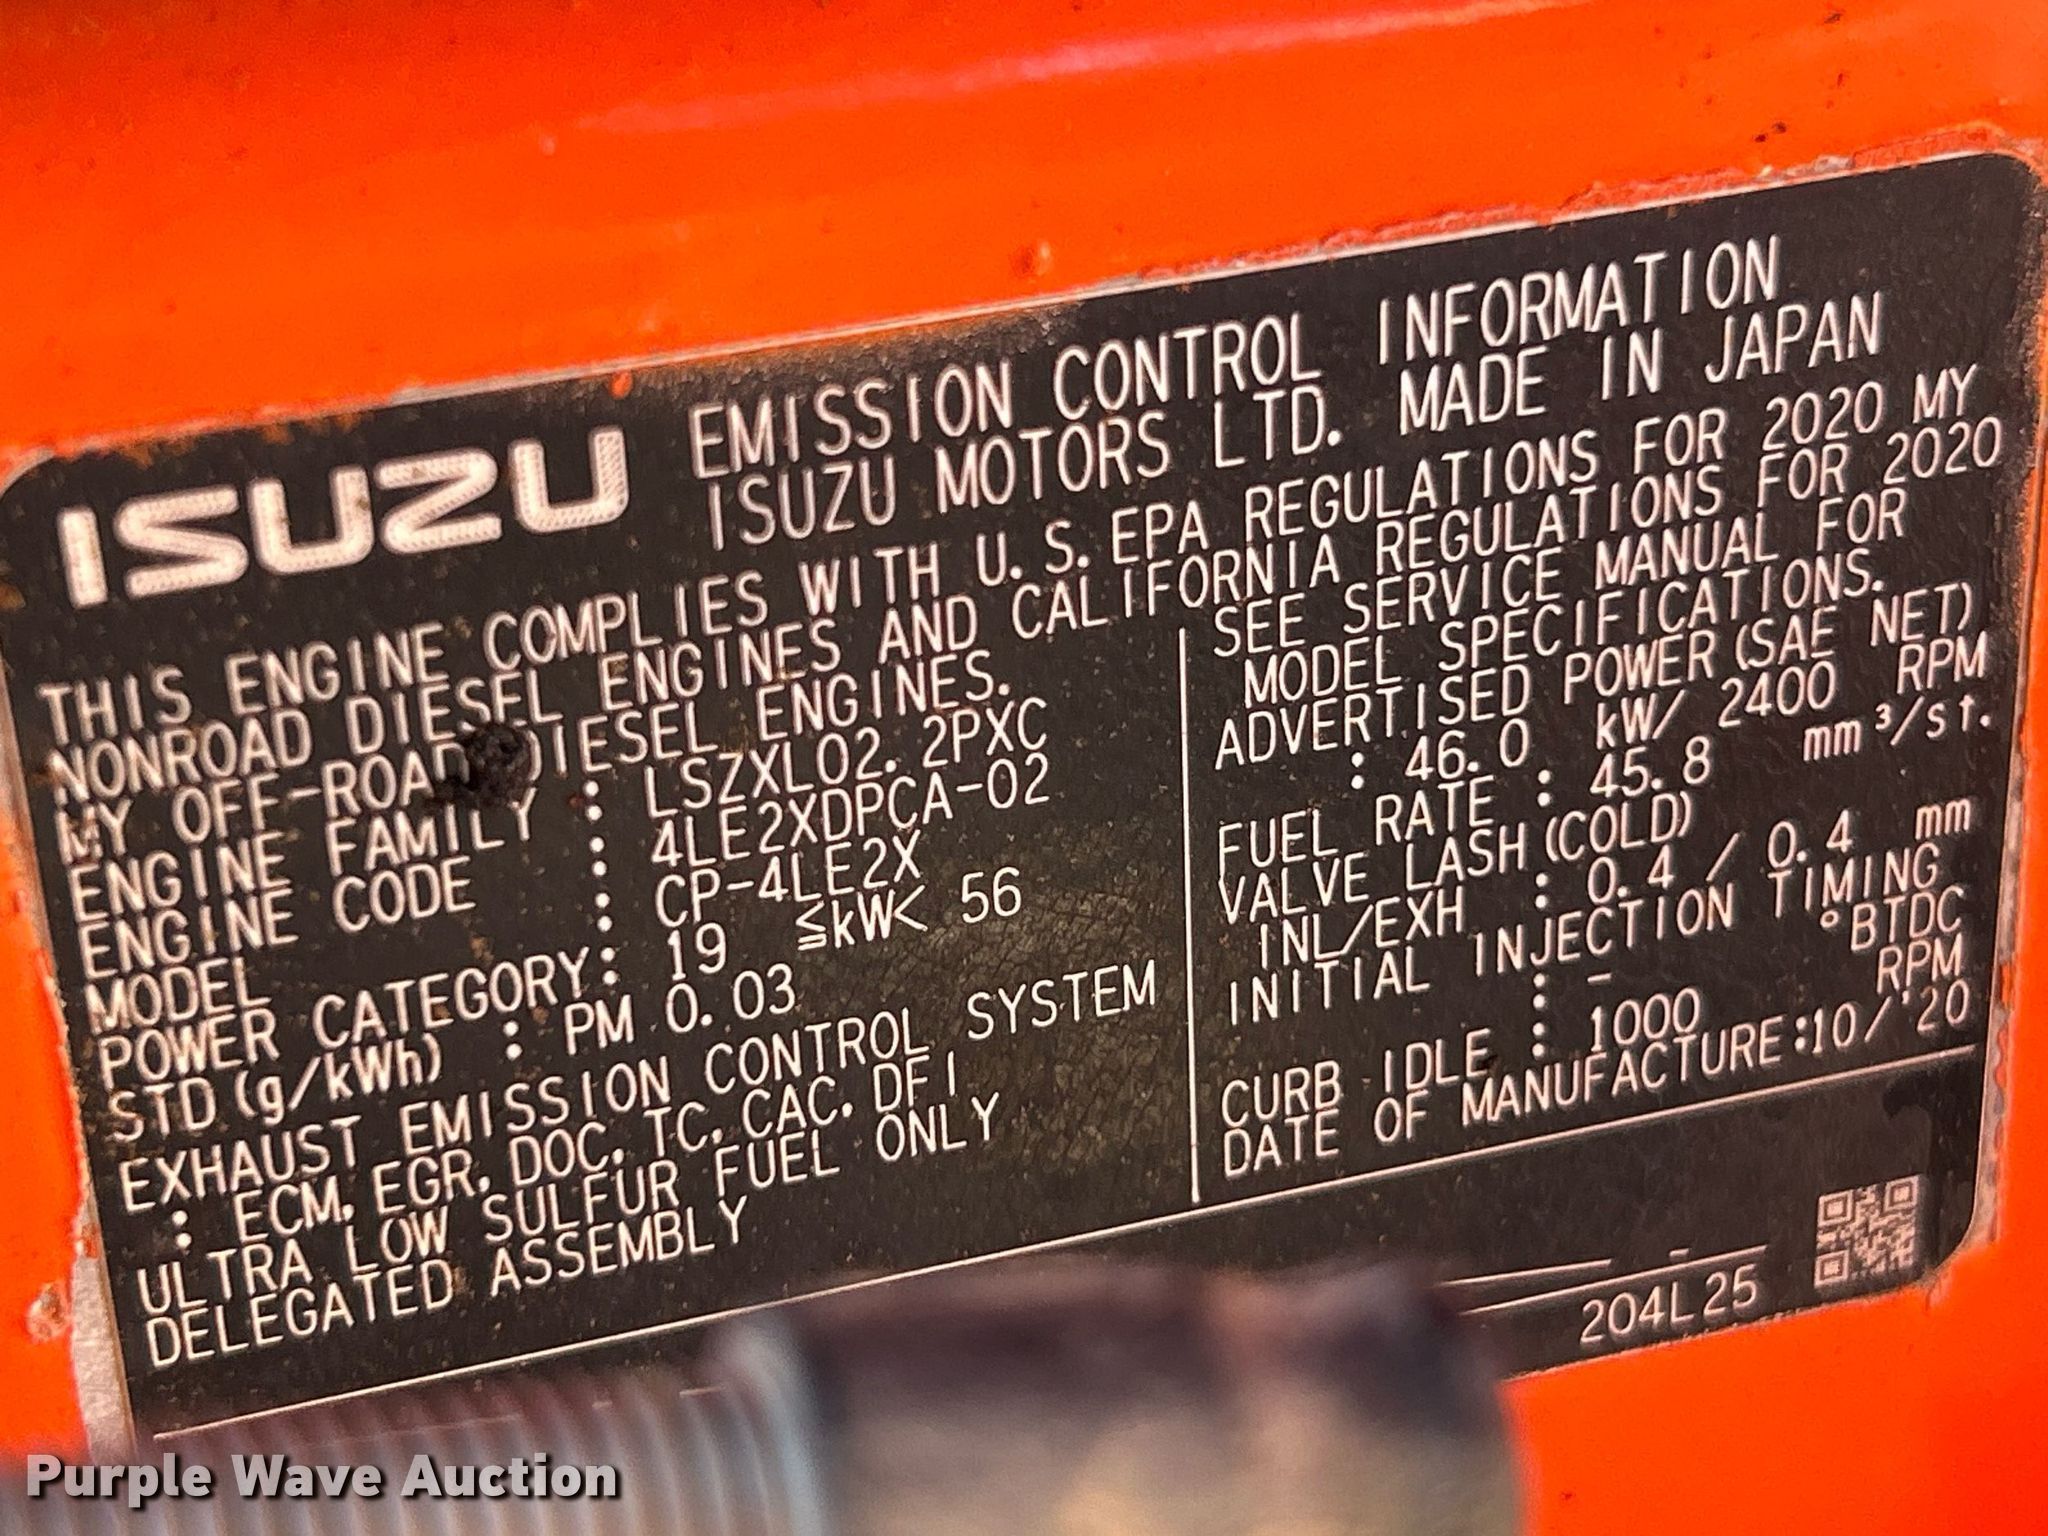 ISUZU
EMISSION CONTROL INFORMATION
ISUZU MOTORS LTD. MADE IN JAPAN
THIS ENGINE COMPLIES WITH U.S. EPA REGULATIONS FOR 2020 MY
NONROAD DIESEL ENGINES AND CALIFORNIA REGULATIONS FOR 2020
MY OFF-ROAD DIESEL ENGINES.
ENGINE FAMILY : LSZXL02.2PXC
ENGINE CODE : 4LE2XDPCA-02
MODEL : CP-4LE2X
POWER CATEGORY: 19 ≦kW< 56
STD (g/kWh) : PM 0.03
EXHAUST EMISSION CONTROL SYSTEM
: ECM, EGR, DOC, TC, CAC, DFI
ULTRA LOW SULFUR FUEL ONLY
DELEGATED ASSEMBLY
SEE SERVICE MANUAL FOR
MODEL SPECIFICATIONS.
ADVERTISED POWER (SAE NET)
: 46.0 kW/ 2400 RPM
FUEL RATE : 45.8 mm³/st.
VALVE LASH (COLD)
INL/EXH : 0.4 / 0.4 mm
INITIAL INJECTION TIMING
: - °BTDC
CURB IDLE : 1000 RPM
DATE OF MANUFACTURE:10/'20
-
204L25
Purple Wave Auction